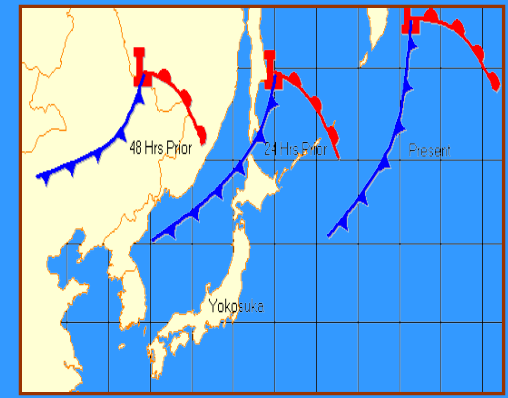 L
L
L
48 Hrs Prior
24 Hrs Prior
Present
Yokosuka